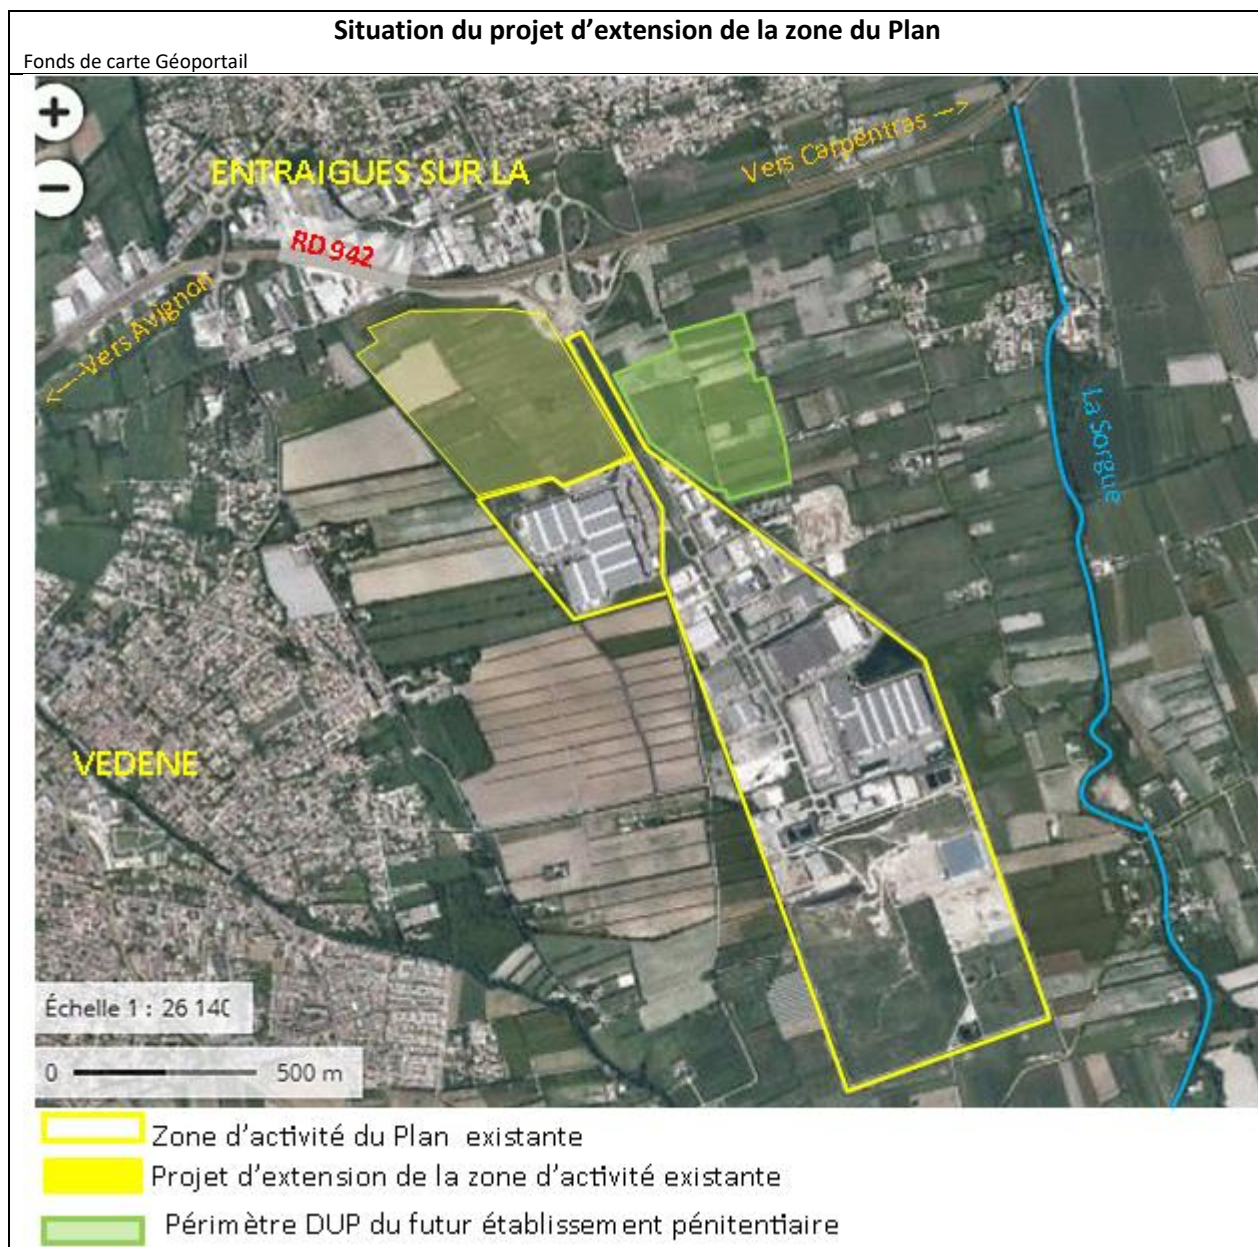 Situation du projet d’extension de la zone du Plan
Fonds de carte Géoportail
+
−
ENTRAIGUES SUR LA
Vers Carpentras --->
RD 942
<--- Vers Avignon
La Sorgue
VEDENE
Échelle 1 : 26 140
0 500 m
Zone d’activité du Plan existante
Projet d’extension de la zone d’activité existante
Périmètre DUP du futur établissement pénitentiaire